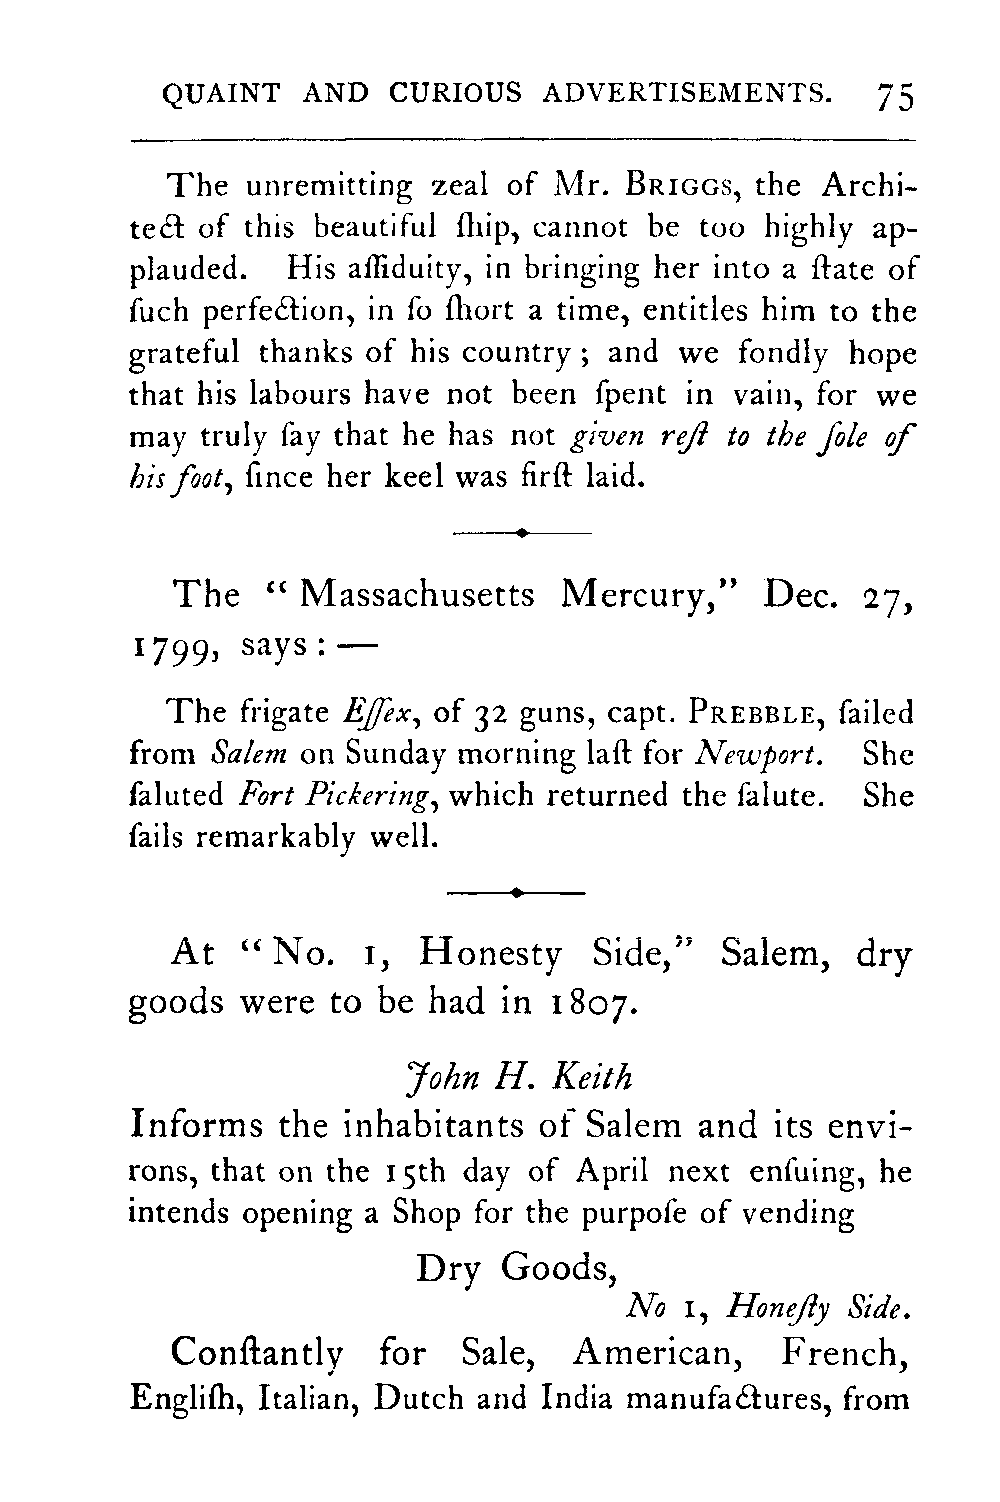 QUAINT AND CURIOUS ADVERTISEMENTS. 75
The unremitting zeal of Mr. BRIGGS, the Archi-
tect of this beautiful ſhip, cannot be too highly ap-
plauded. His aſſiduity, in bringing her into a ſtate of
ſuch perfection, in ſo ſhort a time, entitles him to the
grateful thanks of his country; and we fondly hope
that his labours have not been ſpent in vain, for we
may truly ſay that he has not given reſt to the ſole of
his foot, ſince her keel was firſt laid.
The “Massachusetts Mercury,” Dec. 27,
1799, says: —
The frigate Eſſex, of 32 guns, capt. PREBBLE, ſailed
from Salem on Sunday morning laſt for Newport. She
ſaluted Fort Pickering, which returned the ſalute. She
ſails remarkably well.
At “No. 1, Honesty Side,” Salem, dry
goods were to be had in 1807.
John H. Keith
Informs the inhabitants of Salem and its envi-
rons, that on the 15th day of April next enſuing, he
intends opening a Shop for the purpoſe of vending
Dry Goods,
No 1, Honeſty Side.
Conſtantly for Sale, American, French,
Engliſh, Italian, Dutch and India manufactures, from